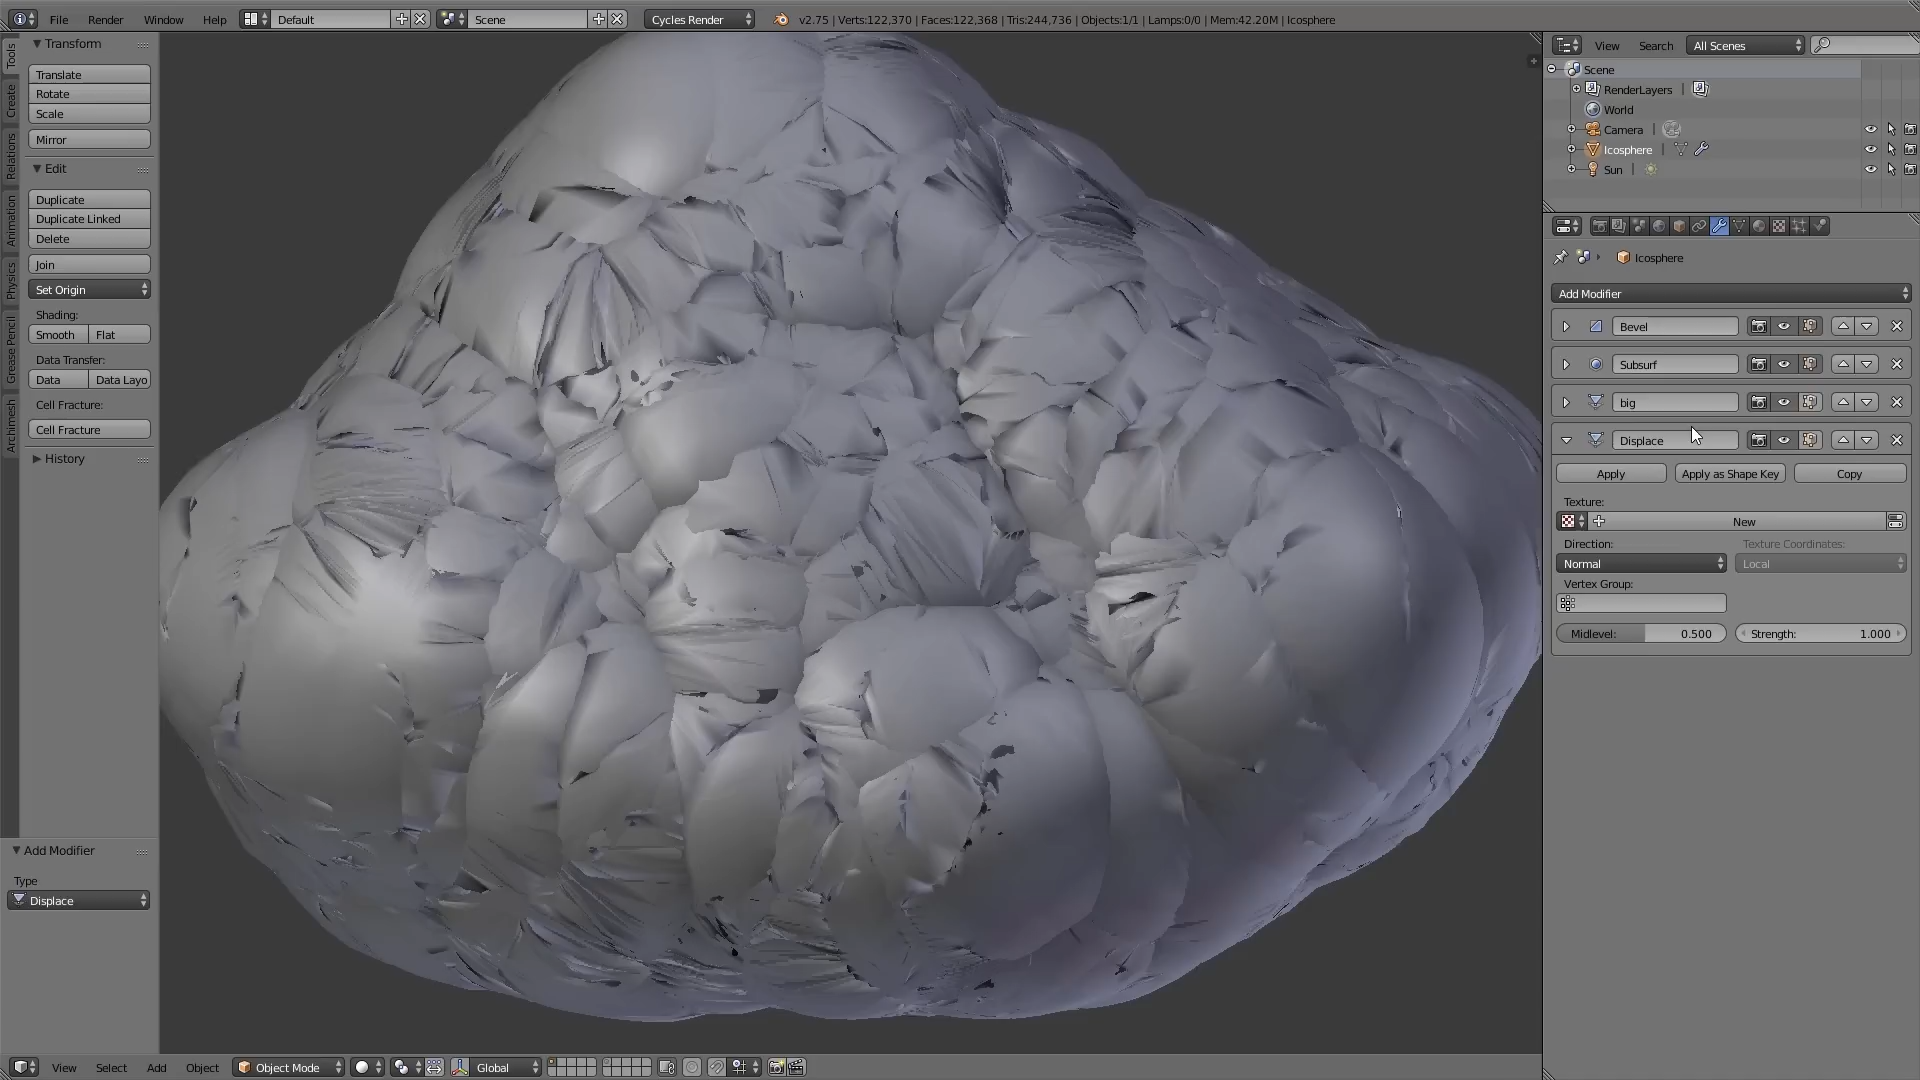 File Render Window Help Default Scene Cycles Render v2.75 | Verts:122,370 | Faces:122,368 | Tris:244,736 | Objects:1/1 | Lamps:0/0 | Mem:42.20M | Icosphere
Transform
Translate
Rotate
Scale
Mirror
Edit
Duplicate
Duplicate Linked
Delete
Join
Set Origin
Shading:
Smooth Flat
Data Transfer:
Data Data Layo
Cell Fracture:
Cell Fracture
History
Tools
Create
Relations
Animation
Physics
Grease Pencil
Archimesh
Add Modifier
Type
Displace
View Select Add Object Object Mode Global
View Search All Scenes
Scene
RenderLayers |
World
Camera |
Icosphere |
Sun |
Icosphere
Add Modifier
Bevel
Subsurf
big
Displace
Apply Apply as Shape Key Copy
Texture:
New
Direction: Texture Coordinates:
Normal Local
Vertex Group:
Midlevel: 0.500 Strength: 1.000